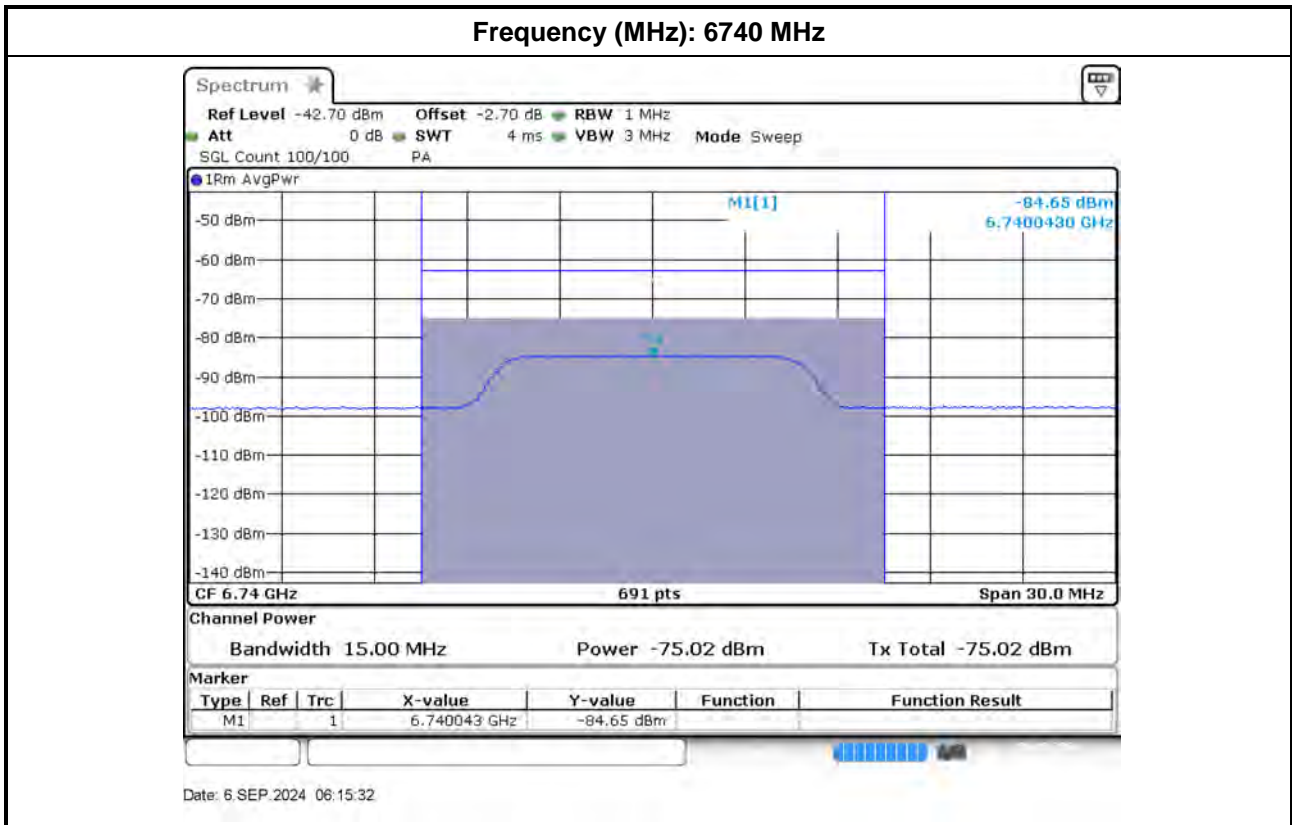 Frequency (MHz): 6740 MHz
Spectrum
Ref Level -42.70 dBm Offset -2.70 dB RBW 1 MHz
Att 0 dB SWT 4 ms VBW 3 MHz Mode Sweep
SGL Count 100/100 PA
1Rm AvgPwr
M1[1] -84.65 dBm
6.7400430 GHz
-50 dBm
-60 dBm
-70 dBm
-80 dBm
-90 dBm
-100 dBm
-110 dBm
-120 dBm
-130 dBm
-140 dBm
CF 6.74 GHz 691 pts Span 30.0 MHz
Channel Power
Bandwidth 15.00 MHz Power -75.02 dBm Tx Total -75.02 dBm
Marker
Type Ref Trc X-value Y-value Function Function Result
M1 1 6.740043 GHz -84.65 dBm
Date: 6.SEP.2024 06:15:32